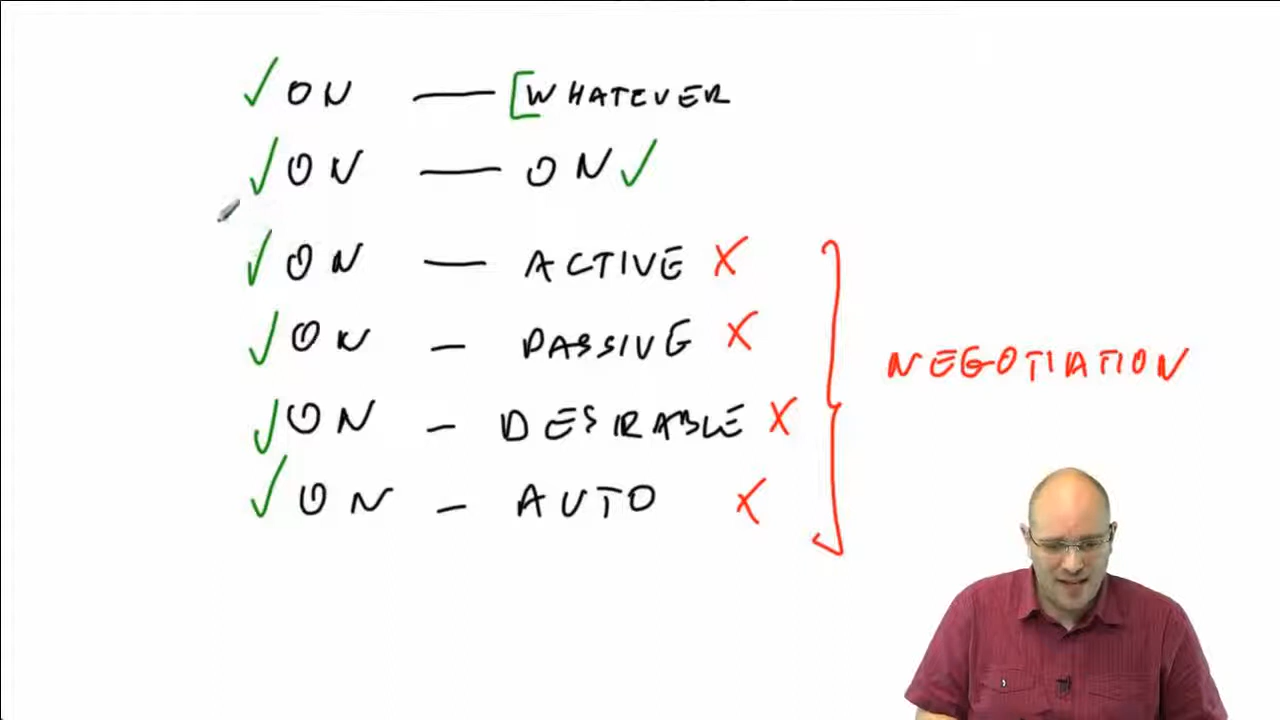 ON — WHATEVER
ON — ON
ON — ACTIVE X
ON – PASSIVE X
ON – DESIRABLE X
ON – AUTO X
NEGOTIATION